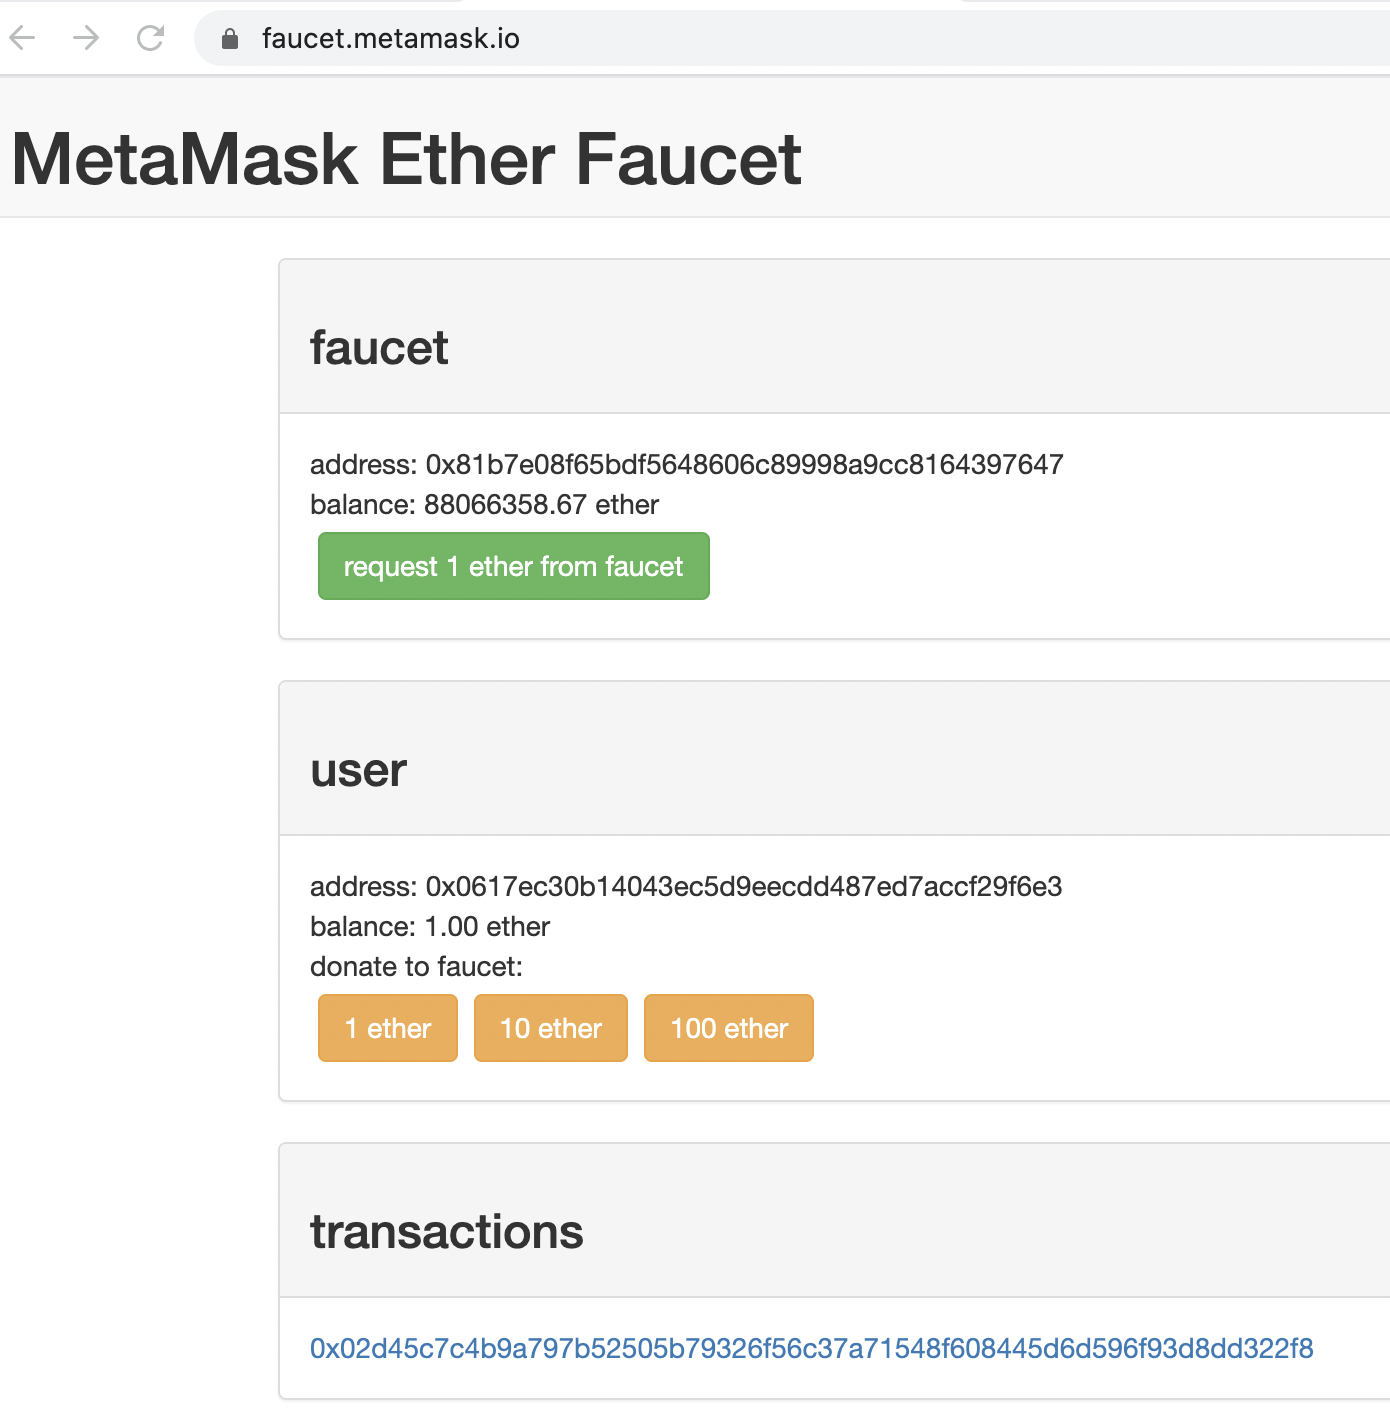 faucet.metamask.io
MetaMask Ether Faucet
faucet
address: 0x81b7e08f65bdf5648606c89998a9cc8164397647
balance: 88066358.67 ether
request 1 ether from faucet
user
address: 0x0617ec30b14043ec5d9eecdd487ed7accf29f6e3
balance: 1.00 ether
donate to faucet:
1 ether 10 ether 100 ether
transactions
0x02d45c7c4b9a797b52505b79326f56c37a71548f608445d6d596f93d8dd322f8